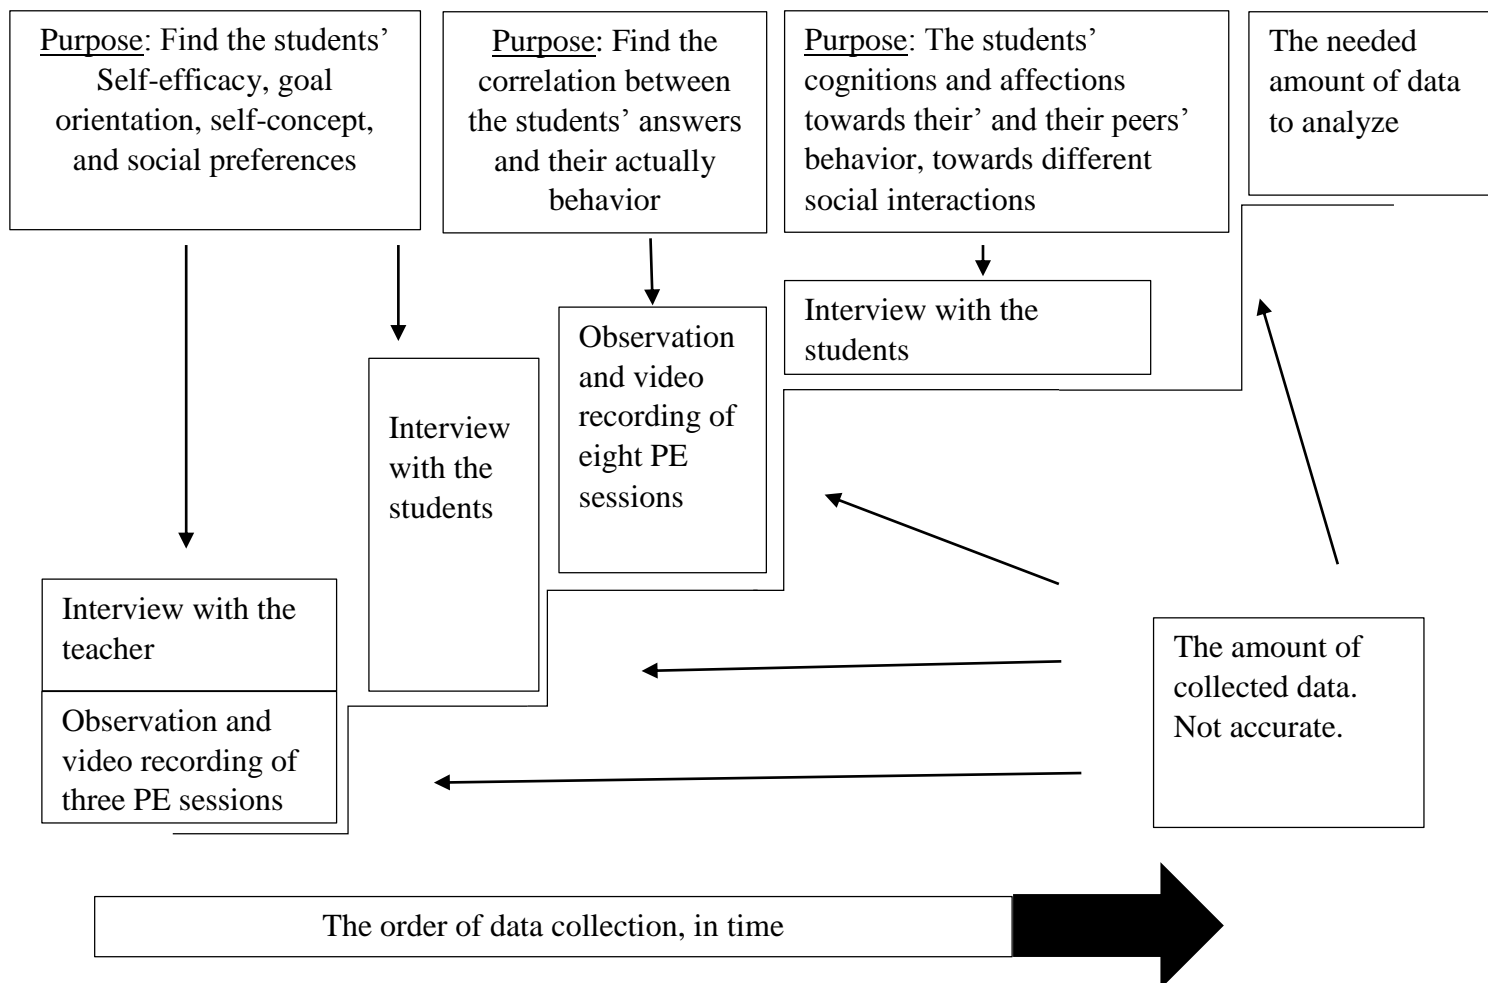 Purpose: Find the students’
Self-efficacy, goal
orientation, self-concept,
and social preferences
Purpose: Find the
correlation between
the students’ answers
and their actually
behavior
Purpose: The students’
cognitions and affections
towards their’ and their peers’
behavior, towards different
social interactions
The needed
amount of data
to analyze
Interview with the
students
Observation
and video
recording of
eight PE
sessions
Interview
with the
students
Interview with the
teacher
Observation and
video recording of
three PE sessions
The amount of
collected data.
Not accurate.
The order of data collection, in time